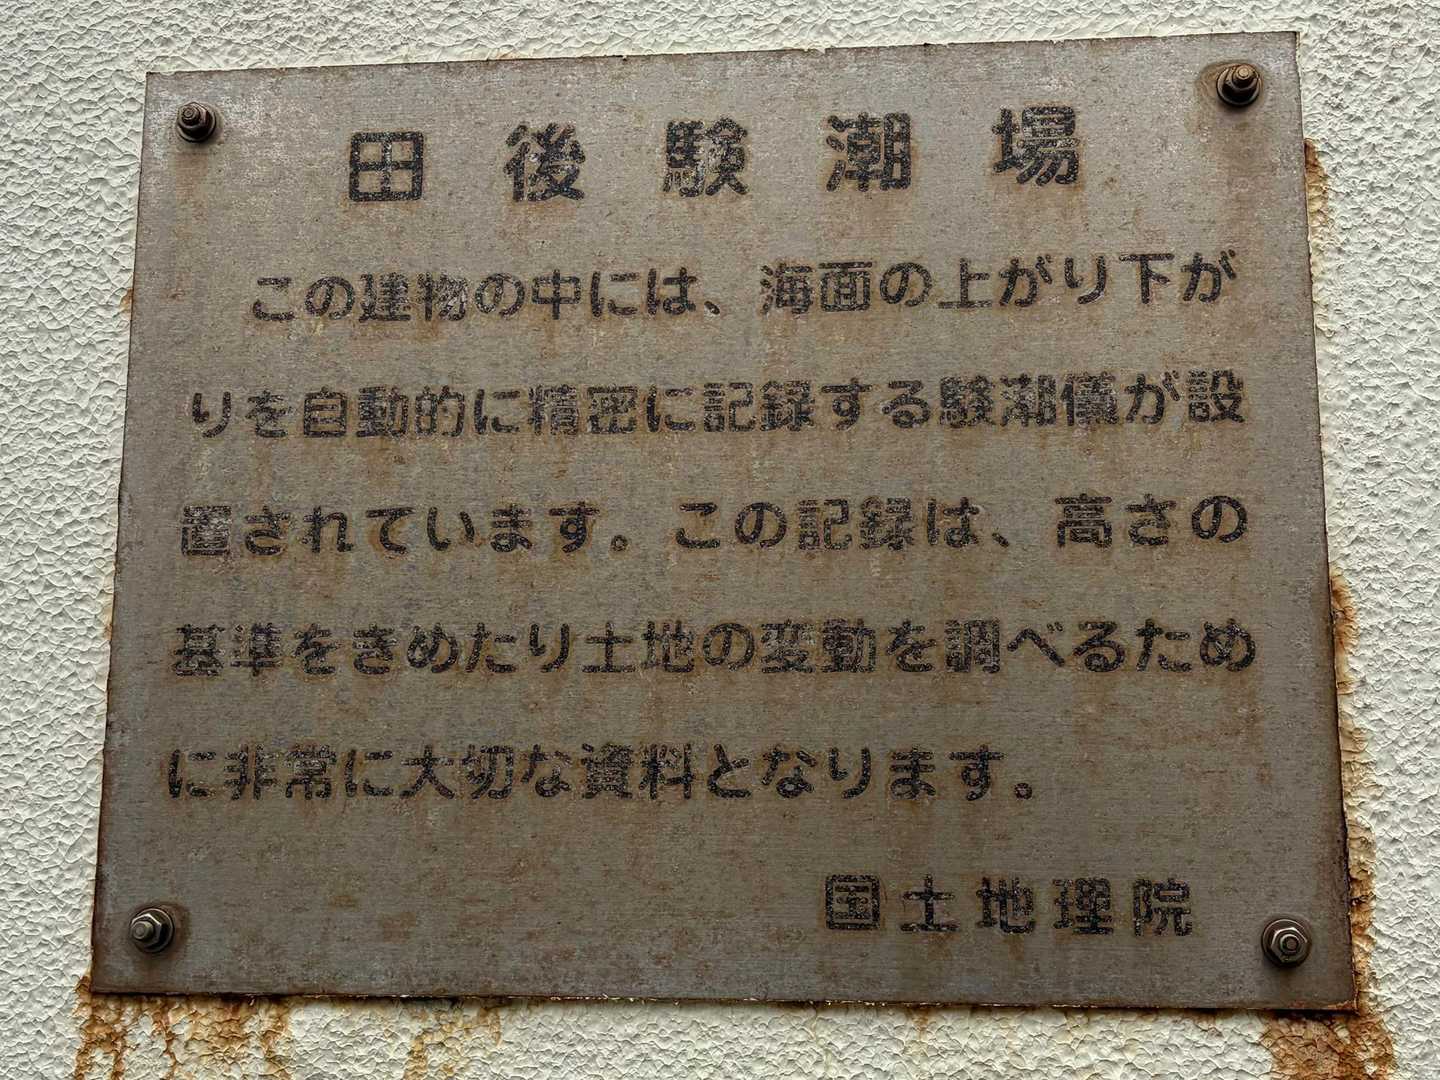 田後験潮場
この建物の中には、海面の上がり下が
りを自動的に精密に記録する験潮儀が設
置されています。この記録は、高さの
基準をきめたり土地の変動を調べるため
に非常に大切な資料となります。
国土地理院